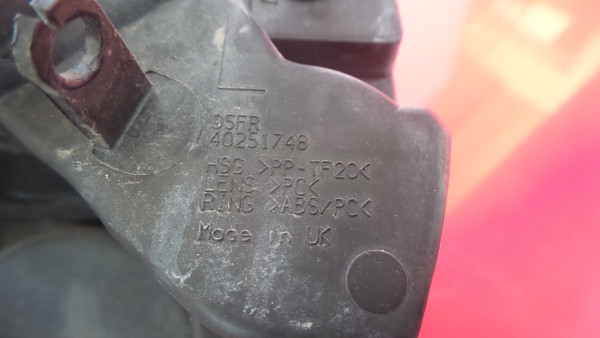 95FR
40251748
HSG >PP-TF20<
LENS >PC<
RING >ABS/PC<
Made in UK